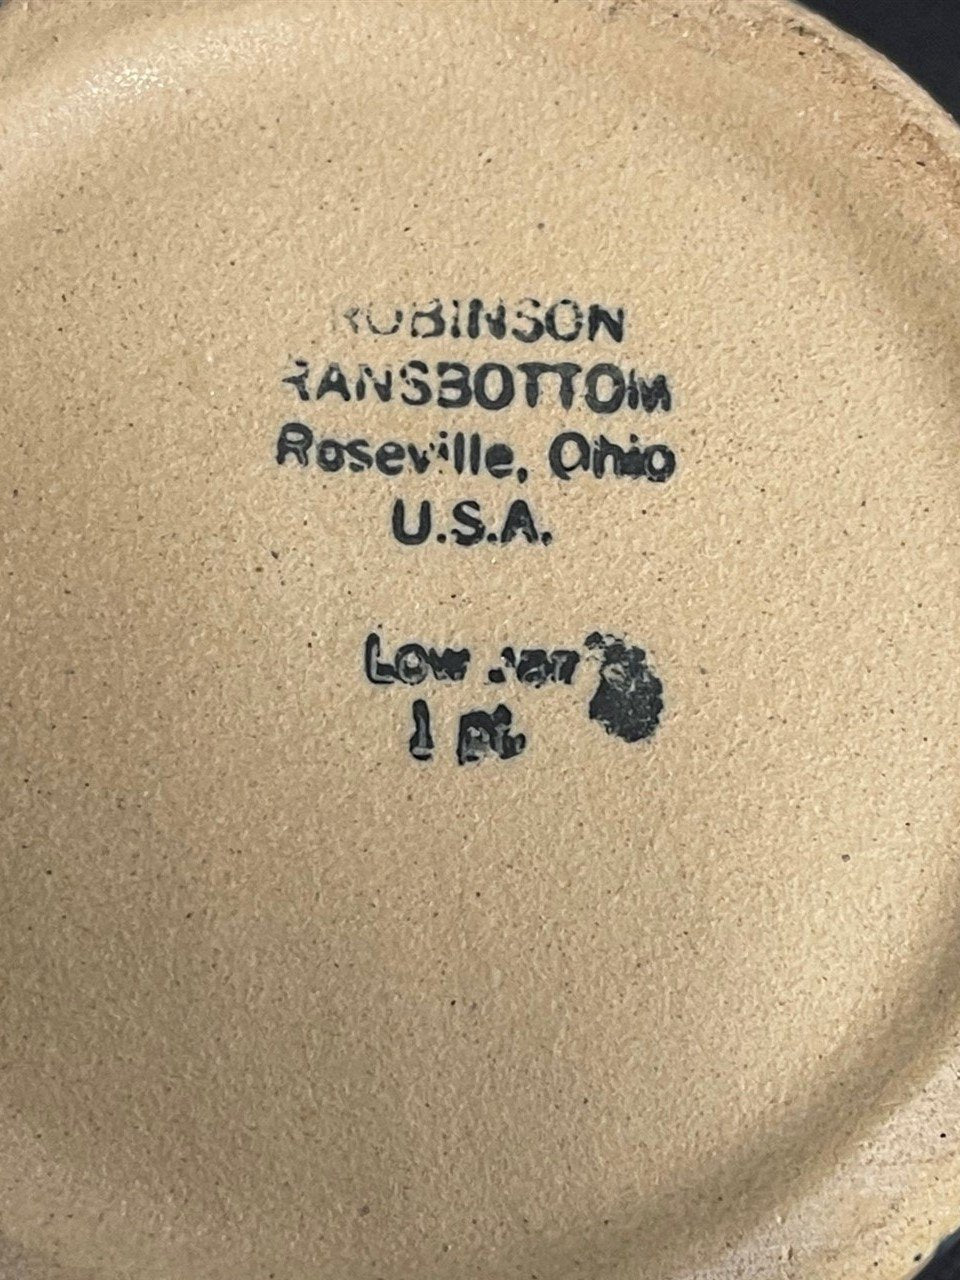 ROBINSON
RANSBOTTOM
Roseville, Ohio
U.S.A.
Low Jar
1 pt.